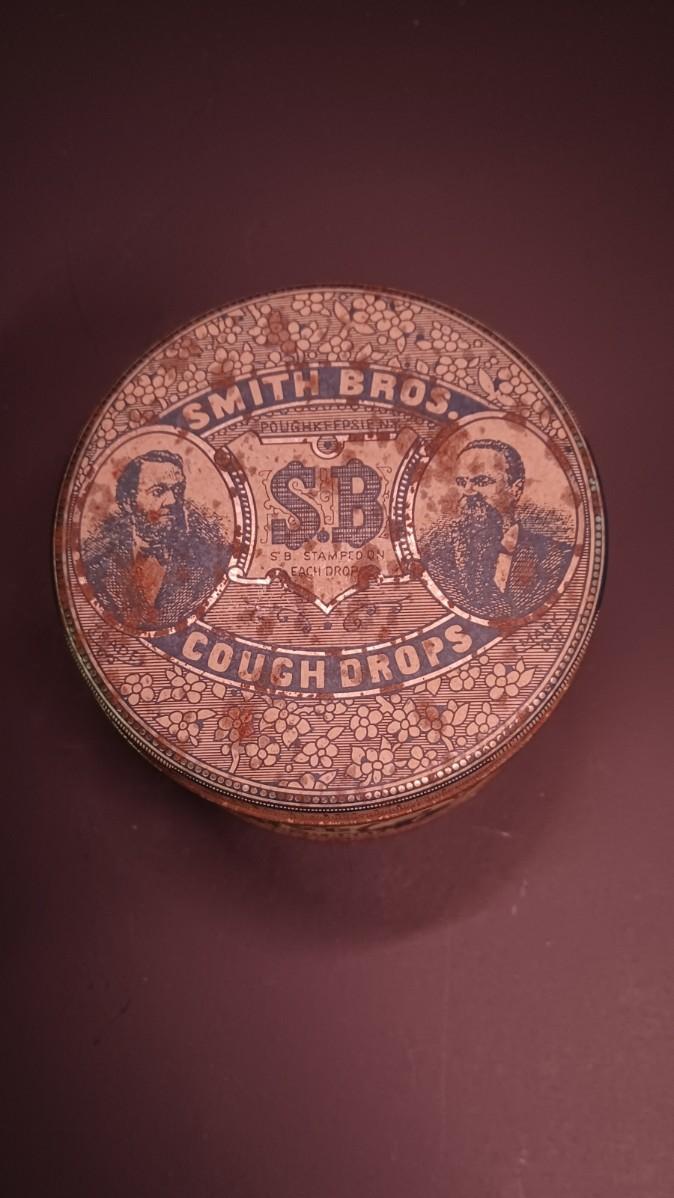 SMITH BROS.
POUGHKEEPSIE N.Y.
S.B
S.B. STAMPED ON
EACH DROP
COUGH DROPS